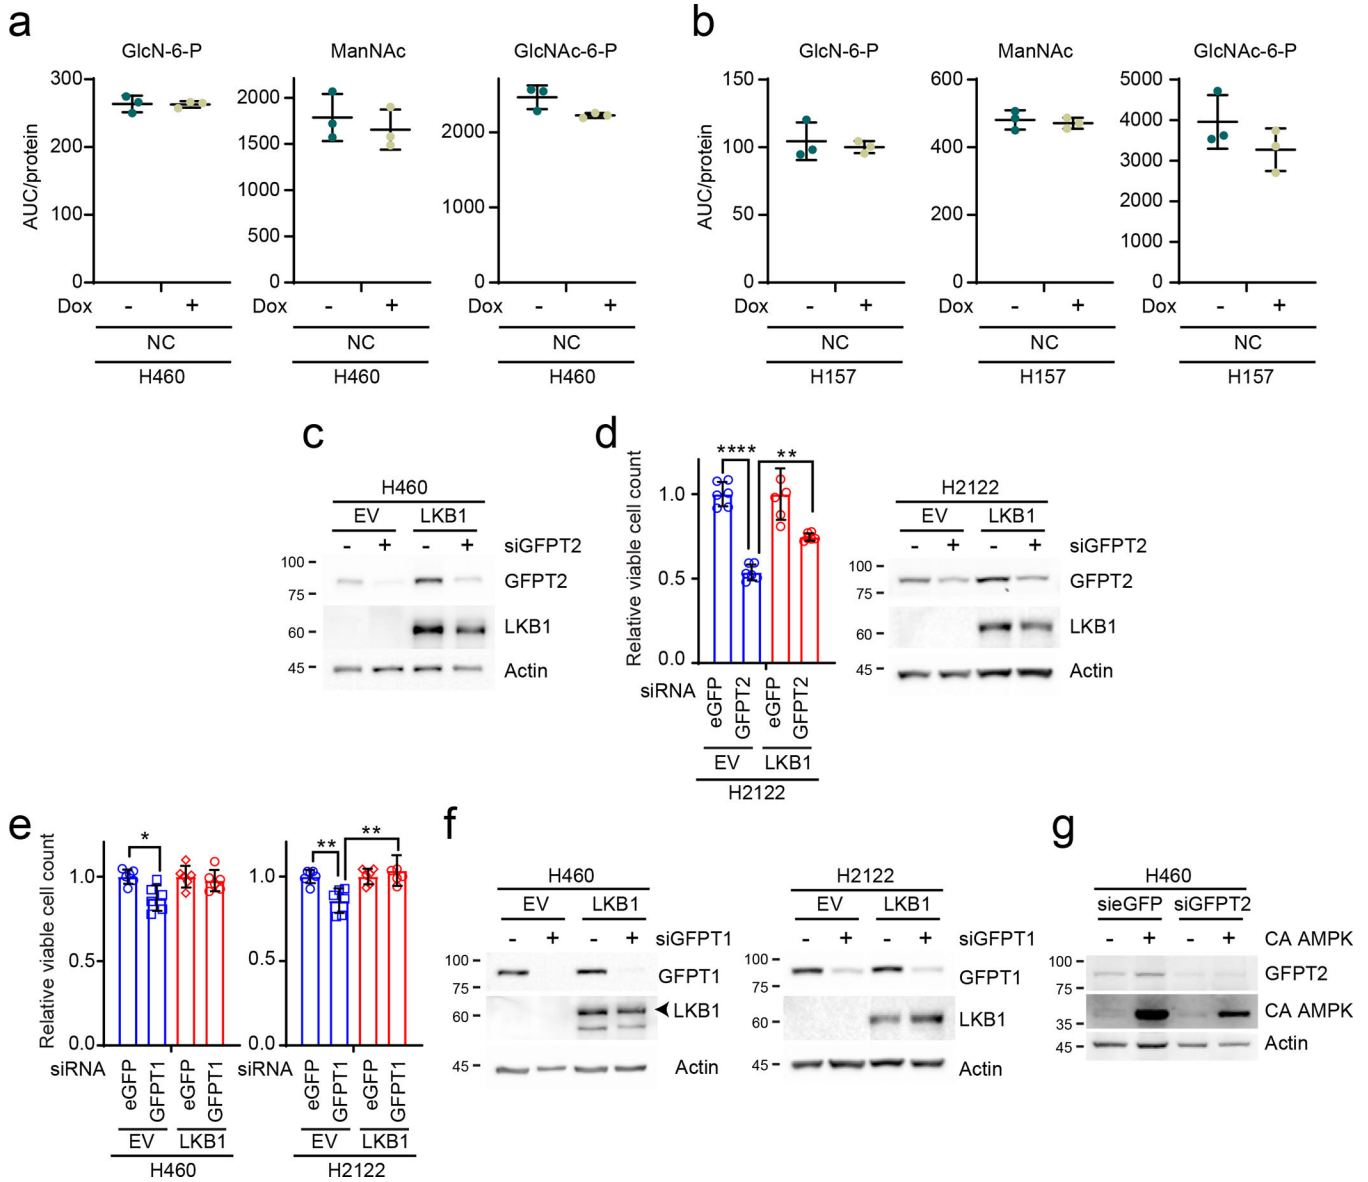 a
GlcN-6-P
ManNAc
GlcNAc-6-P
AUC/protein
300
200
100
0
2000
1500
1000
500
0
2000
1000
0
Dox - + Dox - + Dox - +
NC NC NC
H460 H460 H460
b
GlcN-6-P
ManNAc
GlcNAc-6-P
AUC/protein
150
100
50
0
600
400
200
0
5000
4000
3000
2000
1000
0
Dox - + Dox - + Dox - +
NC NC NC
H157 H157 H157
c
H460
EV LKB1
- + - + siGFPT2
100
75
GFPT2
60
LKB1
45
Actin
d
Relative viable cell count
**** **
1.0
0.5
0.0
siRNA eGFP GFPT2 eGFP GFPT2
EV LKB1
H2122
H2122
EV LKB1
- + - + siGFPT2
100
75
GFPT2
60
LKB1
45
Actin
e
Relative viable cell count
*
1.0
0.5
0.0
siRNA eGFP GFPT1 eGFP GFPT1
EV LKB1
H460
** **
1.0
0.5
0.0
siRNA eGFP GFPT1 eGFP GFPT1
EV LKB1
H2122
f
H460
EV LKB1
- + - + siGFPT1
100
75
GFPT1
60
LKB1
45
Actin
H2122
EV LKB1
- + - + siGFPT1
100
75
GFPT1
60
LKB1
45
Actin
g
H460
sieGFP siGFPT2
- + - + CA AMPK
100
75
GFPT2
35
CA AMPK
45
Actin